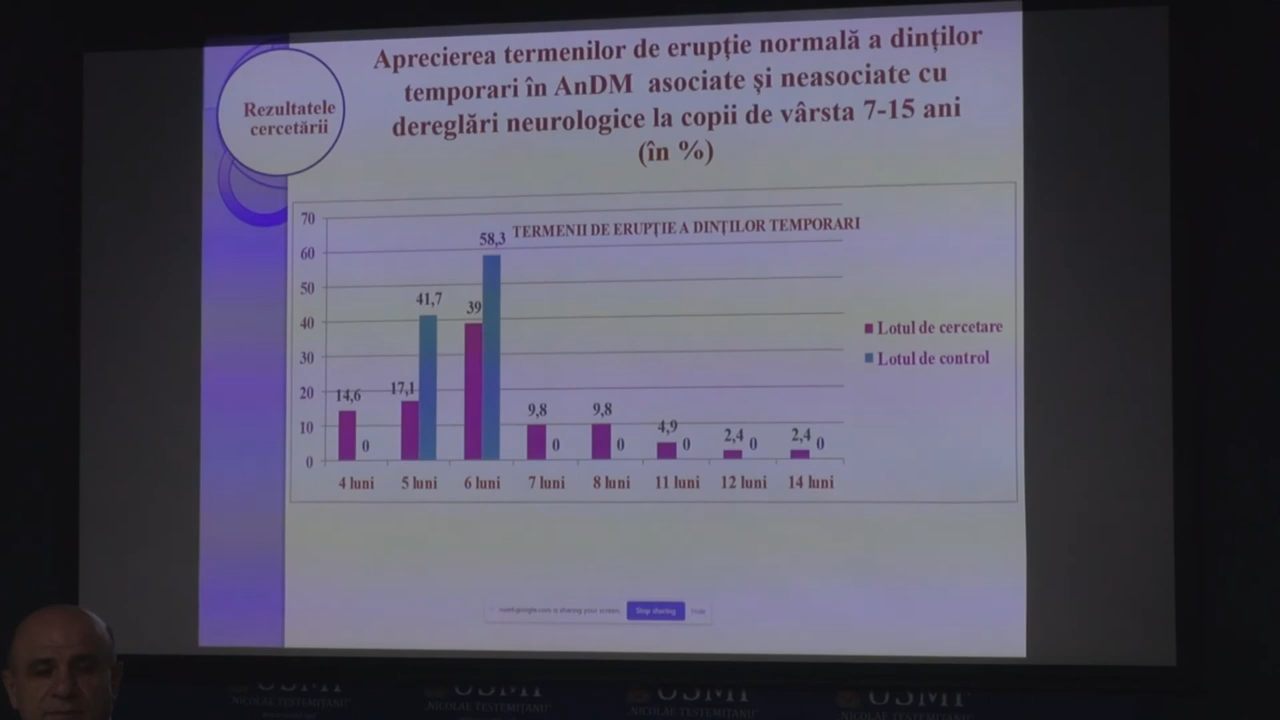 Rezultatele
cercetării
Aprecierea termenilor de erupție normală a dinților
temporari în AnDM asociate și neasociate cu
dereglări neurologice la copii de vârsta 7-15 ani
(în %)
TERMENII DE ERUPȚIE A DINȚILOR TEMPORARI
70
60
50
40
30
20
10
0
14,6 0
17,1 41,7
39 58,3
9,8 0
9,8 0
4,9 0
2,4 0
2,4 0
4 luni 5 luni 6 luni 7 luni 8 luni 11 luni 12 luni 14 luni
Lotul de cercetare
Lotul de control
meet.google.com is sharing your screen. Stop sharing Hide
USMF USMF USMF USMF
"NICOLAE TESTEMIȚANU" "NICOLAE TESTEMIȚANU" "NICOLAE TESTEMIȚANU" "NICOLAE TESTEMIȚANU"